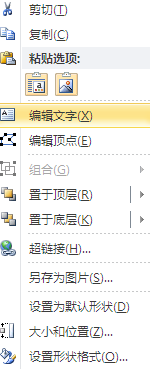 剪切(T)
复制(C)
粘贴选项:
编辑文字(X)
编辑顶点(E)
组合(G)
置于顶层(R)
置于底层(K)
超链接(H)...
另存为图片(S)...
设置为默认形状(D)
大小和位置(Z)...
设置形状格式(O)...